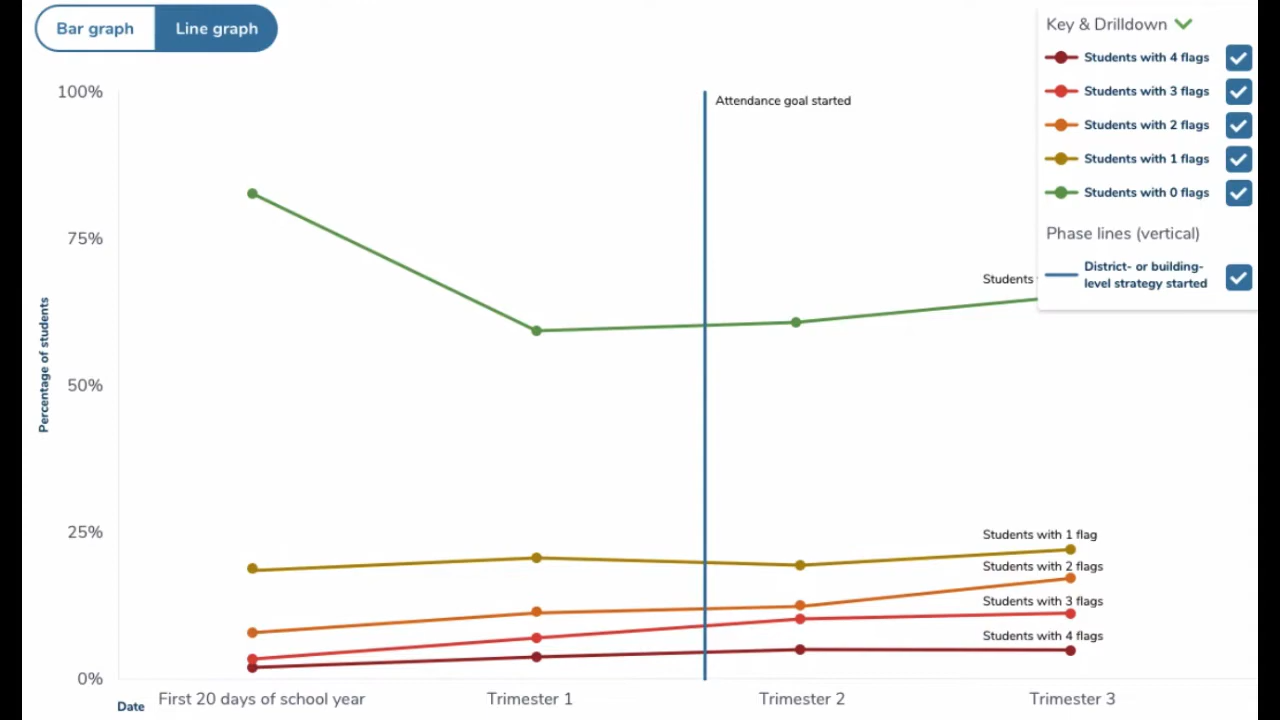 Bar graph
Line graph
Key & Drilldown
Students with 4 flags
Students with 3 flags
Students with 2 flags
Students with 1 flags
Students with 0 flags
Phase lines (vertical)
District- or building-
level strategy started
100%
75%
50%
25%
0%
Percentage of students
Attendance goal started
Students
Students with 1 flag
Students with 2 flags
Students with 3 flags
Students with 4 flags
Date
First 20 days of school year
Trimester 1
Trimester 2
Trimester 3